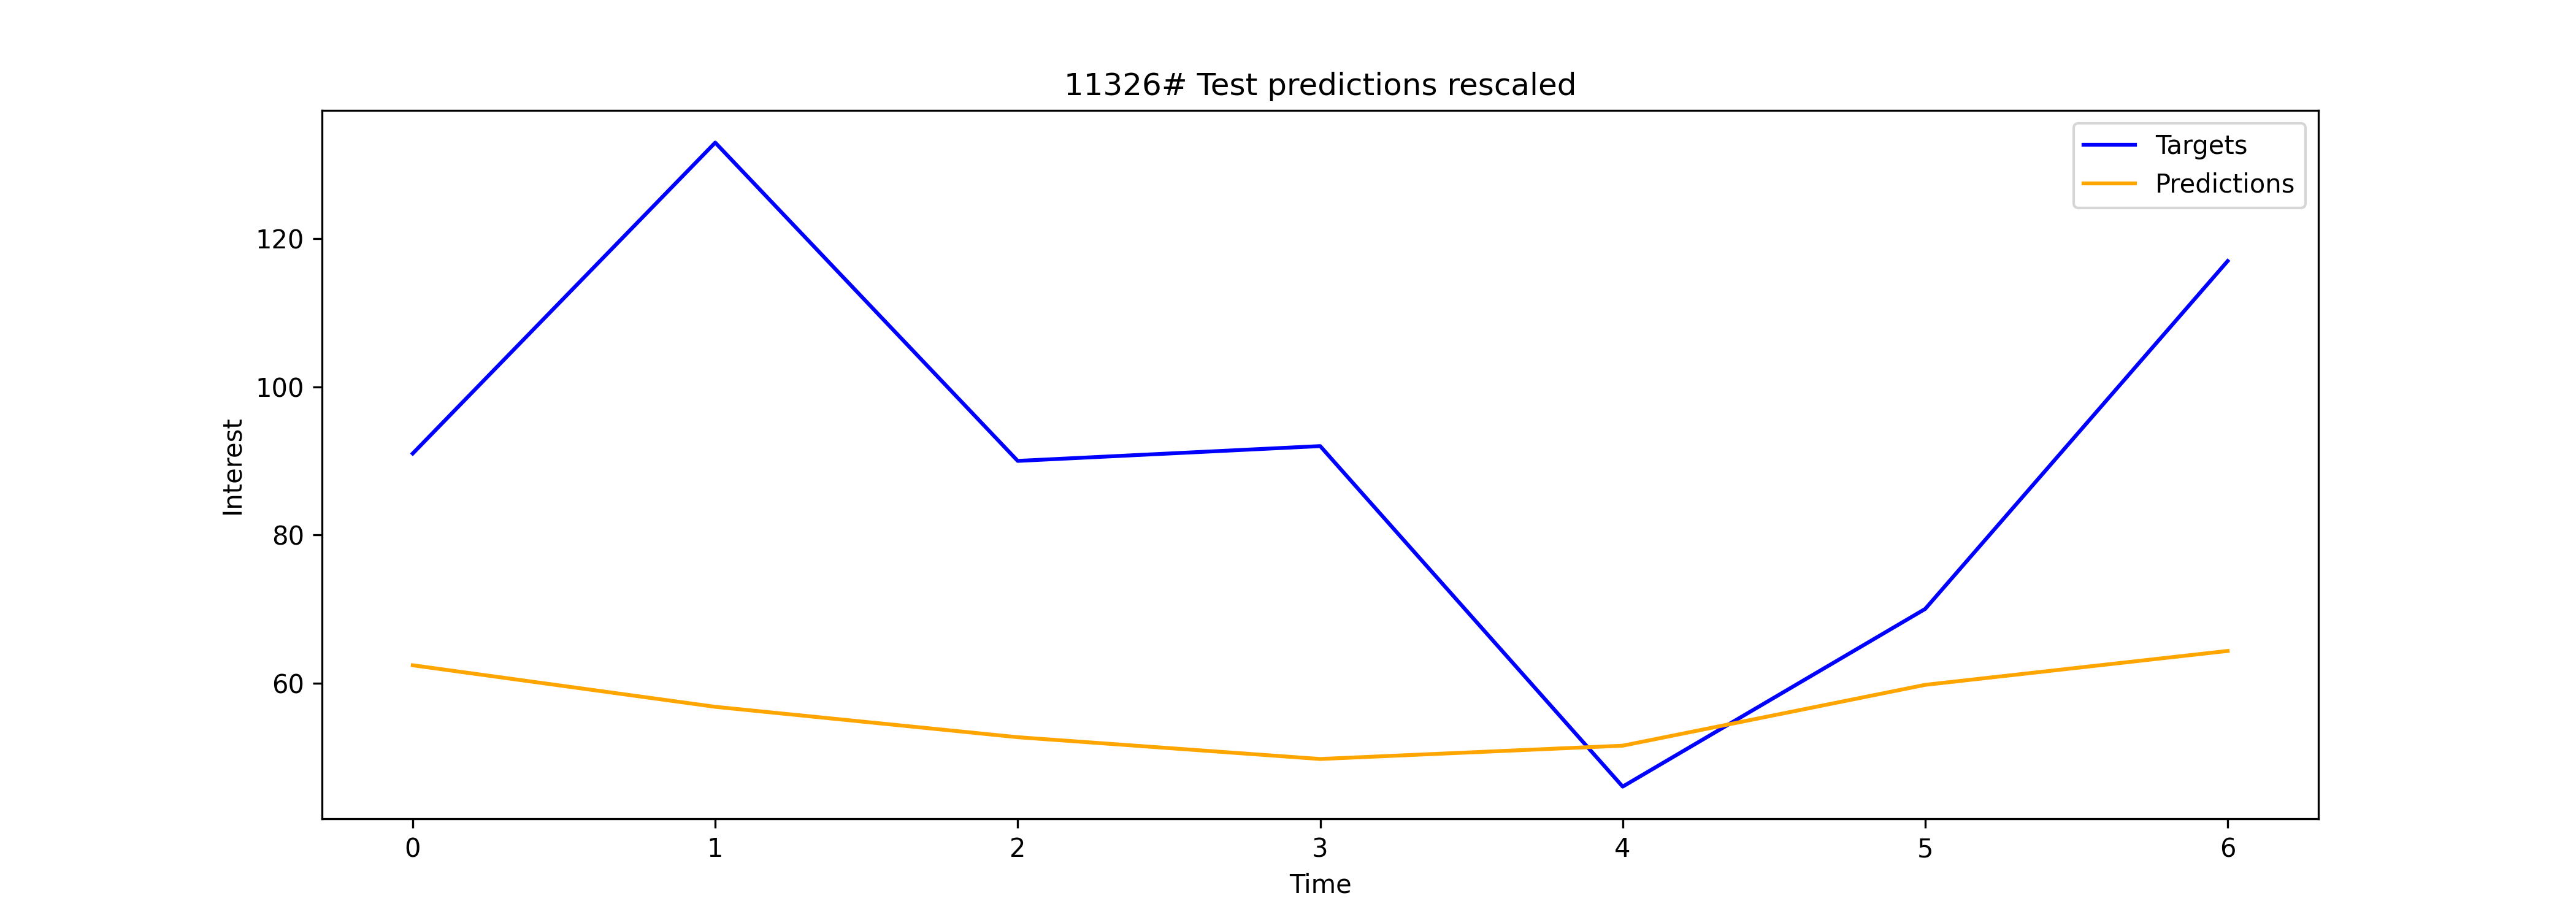 11326# Test predictions rescaled
Targets
Predictions
120
100
80
60
Interest
0 1 2 3 4 5 6
Time